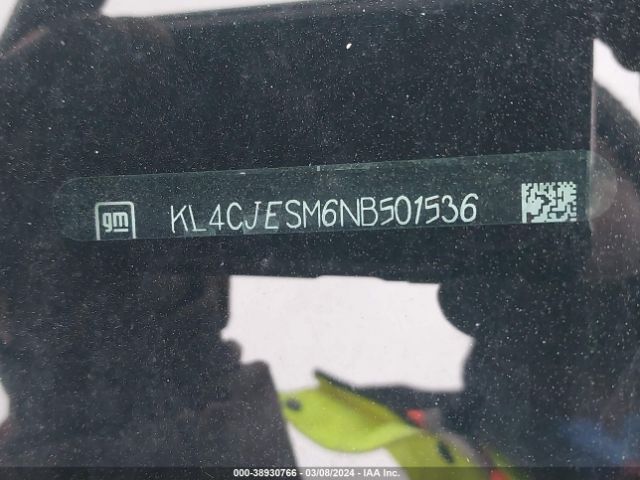 gm KL4CJESM6NB501536
000-38930766 - 03/08/2024 - IAA Inc.